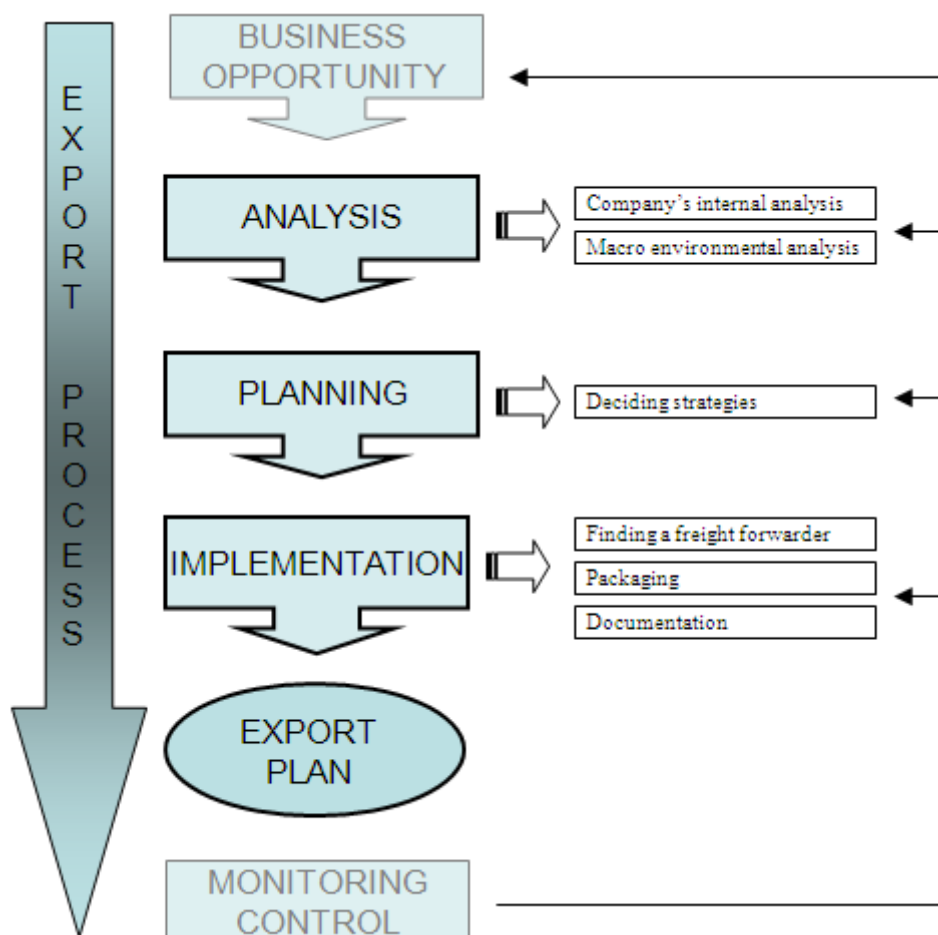 EXPORT PROCESS
BUSINESS
OPPORTUNITY
ANALYSIS
Company's internal analysis
Macro environmental analysis
PLANNING
Deciding strategies
IMPLEMENTATION
Finding a freight forwarder
Packaging
Documentation
EXPORT
PLAN
MONITORING
CONTROL